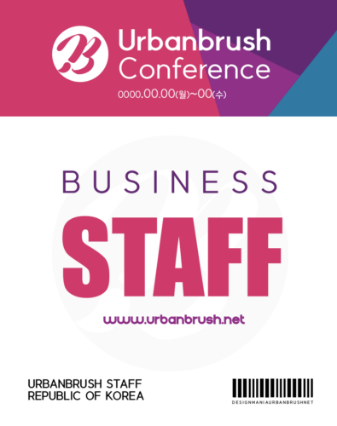 B
Urbanbrush
Conference
0000.00.00(월)~00(수)
BUSINESS
STAFF
www.urbanbrush.net
URBANBRUSH STAFF
REPUBLIC OF KOREA
DESIGNMANIAURBANBRUSHNET